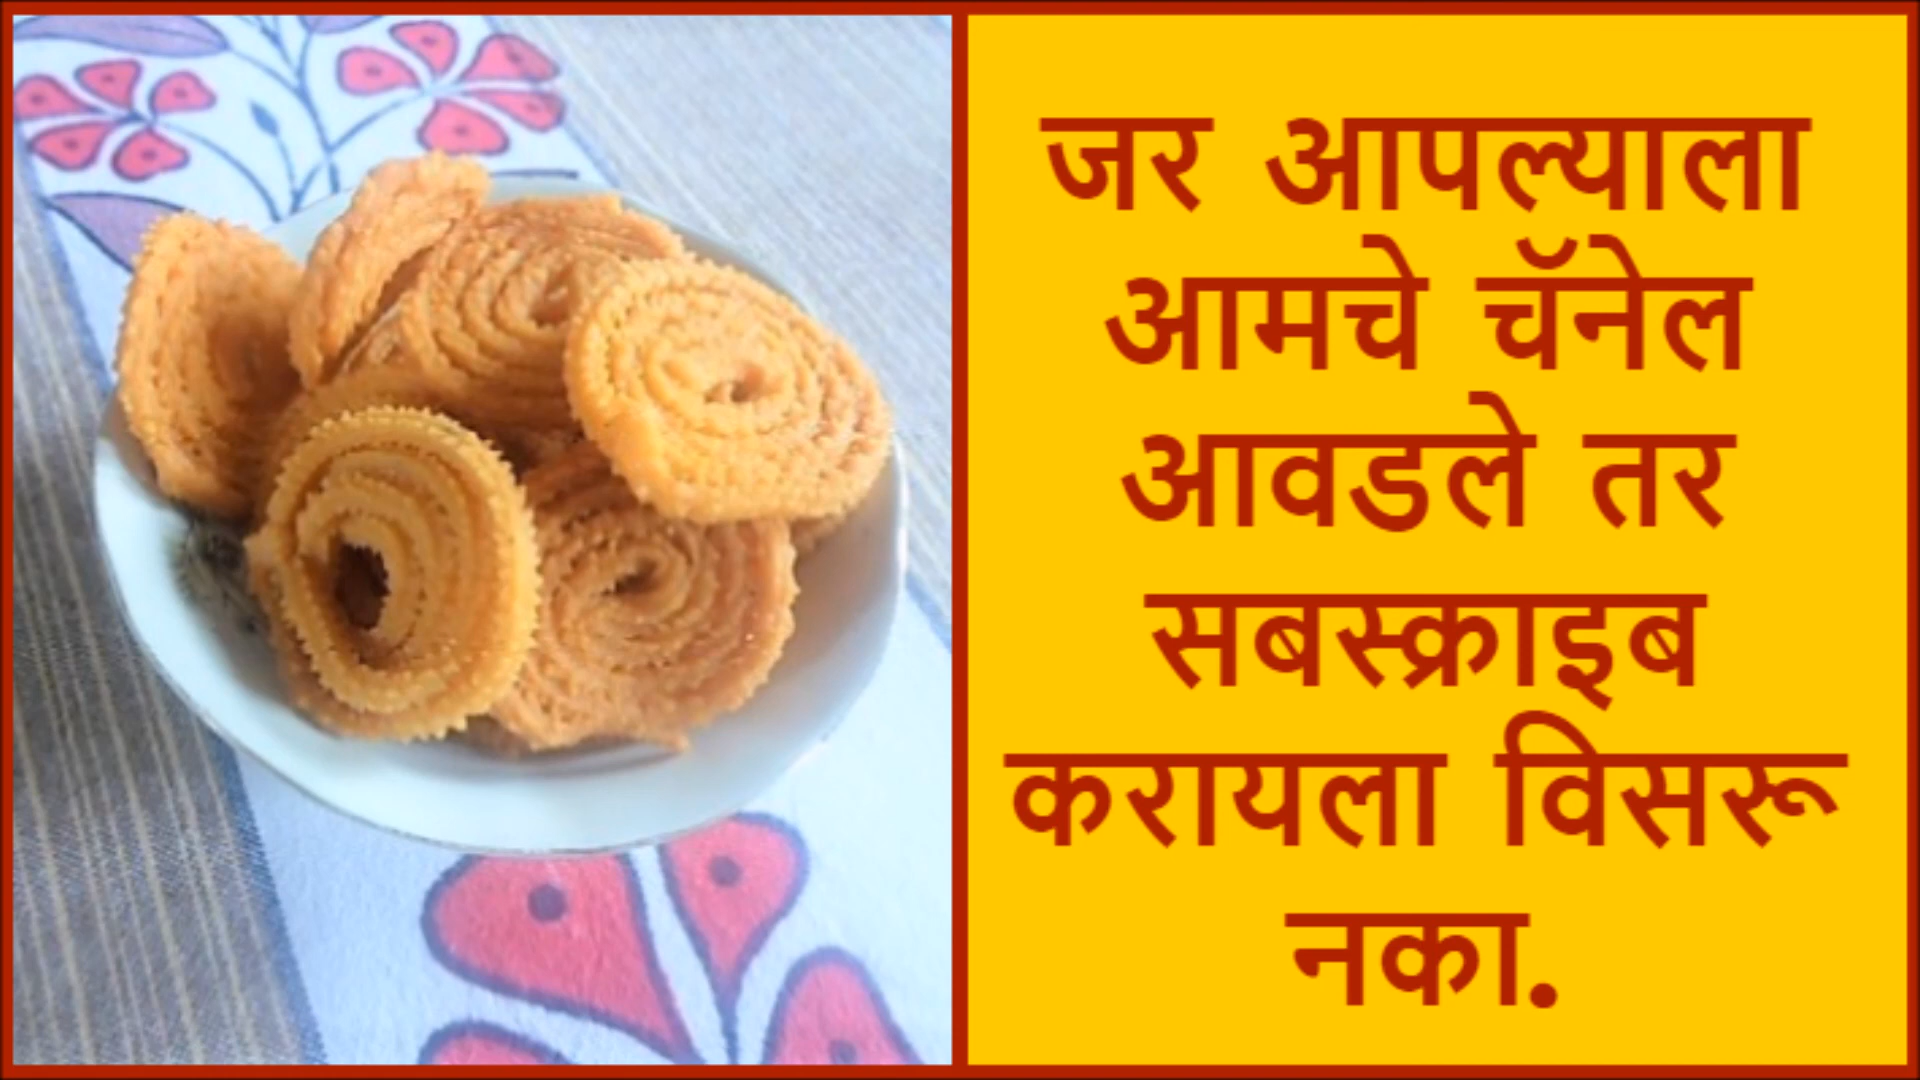 जर आपल्याला
आमचे चॅनेल
आवडले तर
सबस्क्राइब
करायला विसरू
नका.